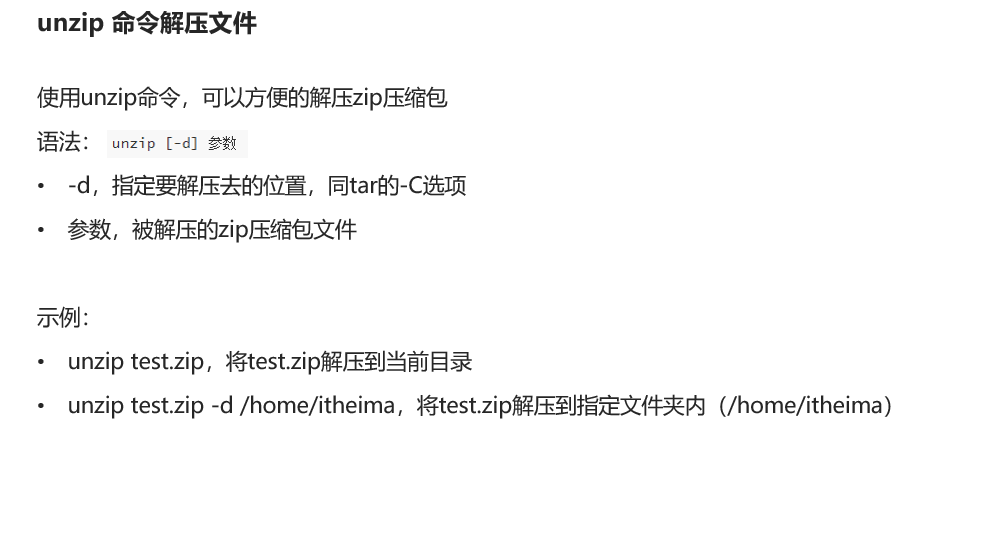 unzip 命令解压文件
使用unzip命令，可以方便的解压zip压缩包
语法： unzip [-d] 参数
• -d，指定要解压去的位置，同tar的-C选项
• 参数，被解压的zip压缩包文件
示例：
• unzip test.zip，将test.zip解压到当前目录
• unzip test.zip -d /home/itheima，将test.zip解压到指定文件夹内（/home/itheima）